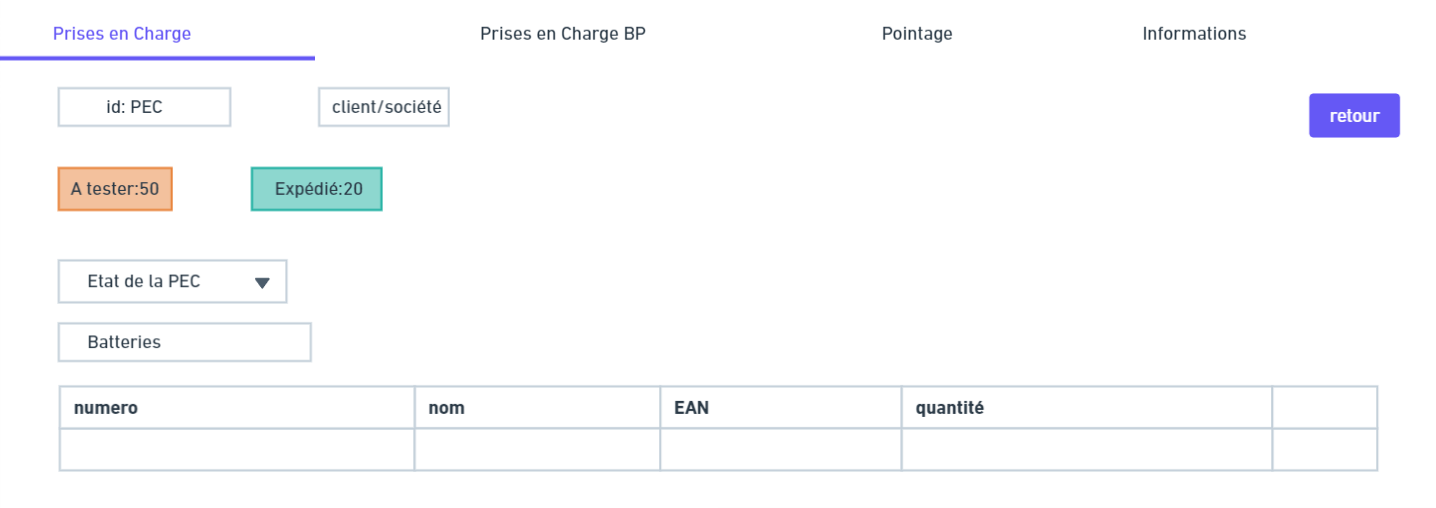 Prises en Charge Prises en Charge BP Pointage Informations
id: PEC client/société
retour
A tester:50 Expédié:20
Etat de la PEC
Batteries
numero nom EAN quantité